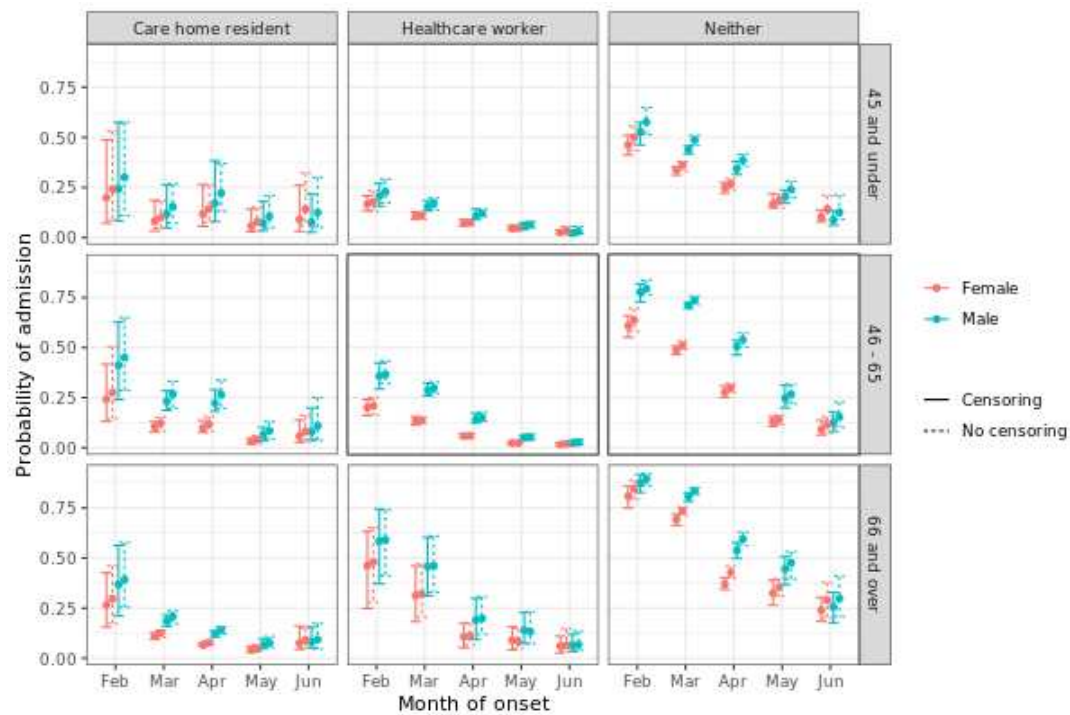 Care home resident
Healthcare worker
Neither
0.75
0.50
0.25
0.00
45 and under
0.75
0.50
0.25
0.00
46 - 65
0.75
0.50
0.25
0.00
66 and over
Probability of admission
Feb Mar Apr May Jun
Feb Mar Apr May Jun
Feb Mar Apr May Jun
Month of onset
Female
Male
Censoring
No censoring